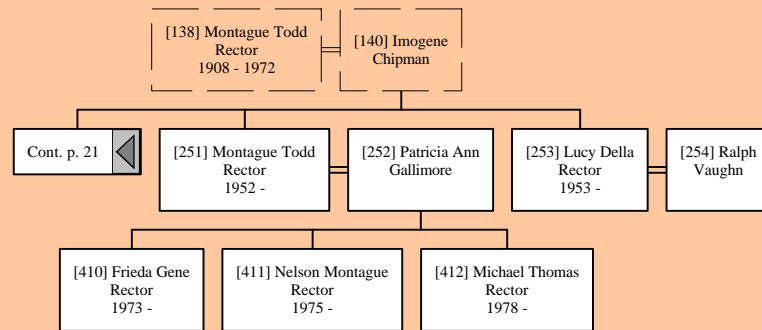 [138] Montague Todd
Rector
1908 - 1972
[140] Imogene
Chipman
Cont. p. 21
[251] Montague Todd
Rector
1952 -
[252] Patricia Ann
Gallimore
[253] Lucy Della
Rector
1953 -
[254] Ralph
Vaughn
[410] Frieda Gene
Rector
1973 -
[411] Nelson Montague
Rector
1975 -
[412] Michael Thomas
Rector
1978 -